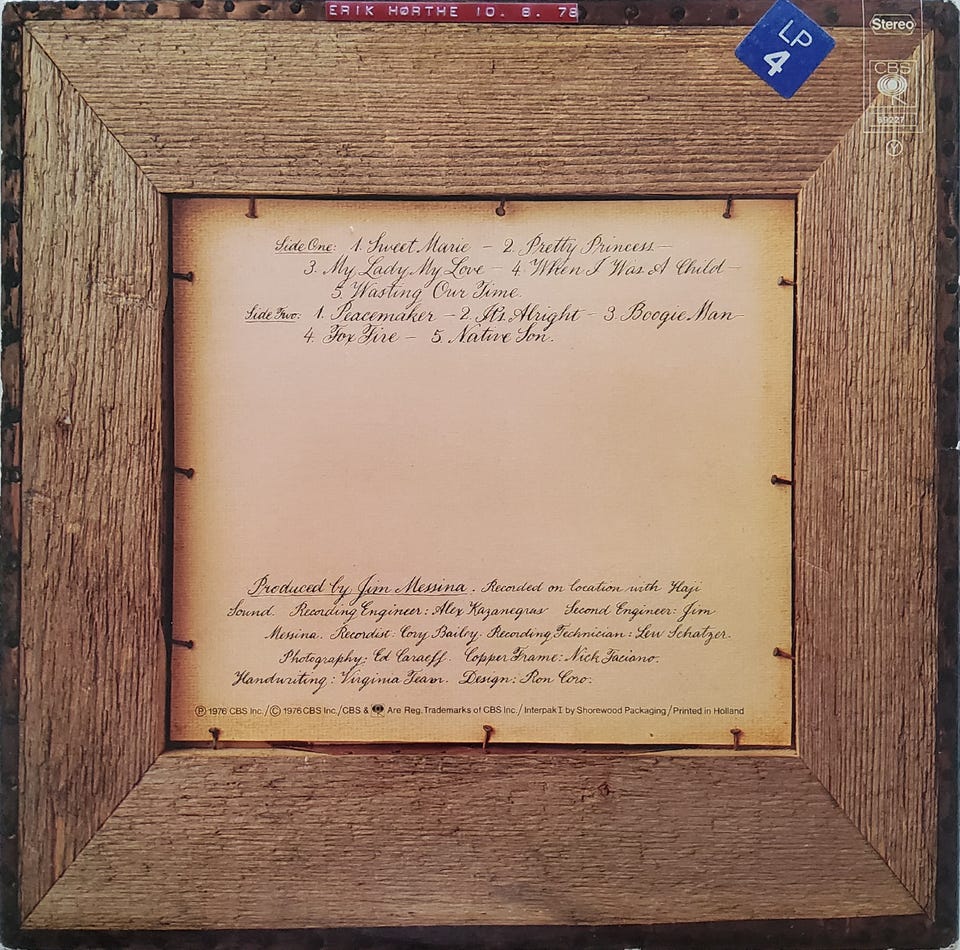 ERIK HØRTHE 10. 6. 78
LP
4
Stereo
CBS
69227
Y
Side One: 1. Sweet Marie - 2. Pretty Princess -
3. My Lady, My Love - 4. When I Was A Child -
5. Wasting Our Time.
Side Two: 1. Peacemaker - 2. It's Alright - 3. Boogie Man -
4. Fox Fire - 5. Native Son.
Produced by Jim Messina. Recorded on location with Haji
Sound. Recording Engineer: Alex Kazanegras Second Engineer: Jim
Messina. Recordist: Cory Bailey. Recording Technician: Lew Schatzer.
Photography: Ed Caraeff. Copper Frame: Nick Taciano.
Handwriting: Virginia Team. Design: Ron Coro.
Ⓟ 1976 CBS Inc./Ⓒ 1976 CBS Inc./CBS & Are Reg. Trademarks of CBS Inc./Interpak I by Shorewood Packaging/Printed in Holland